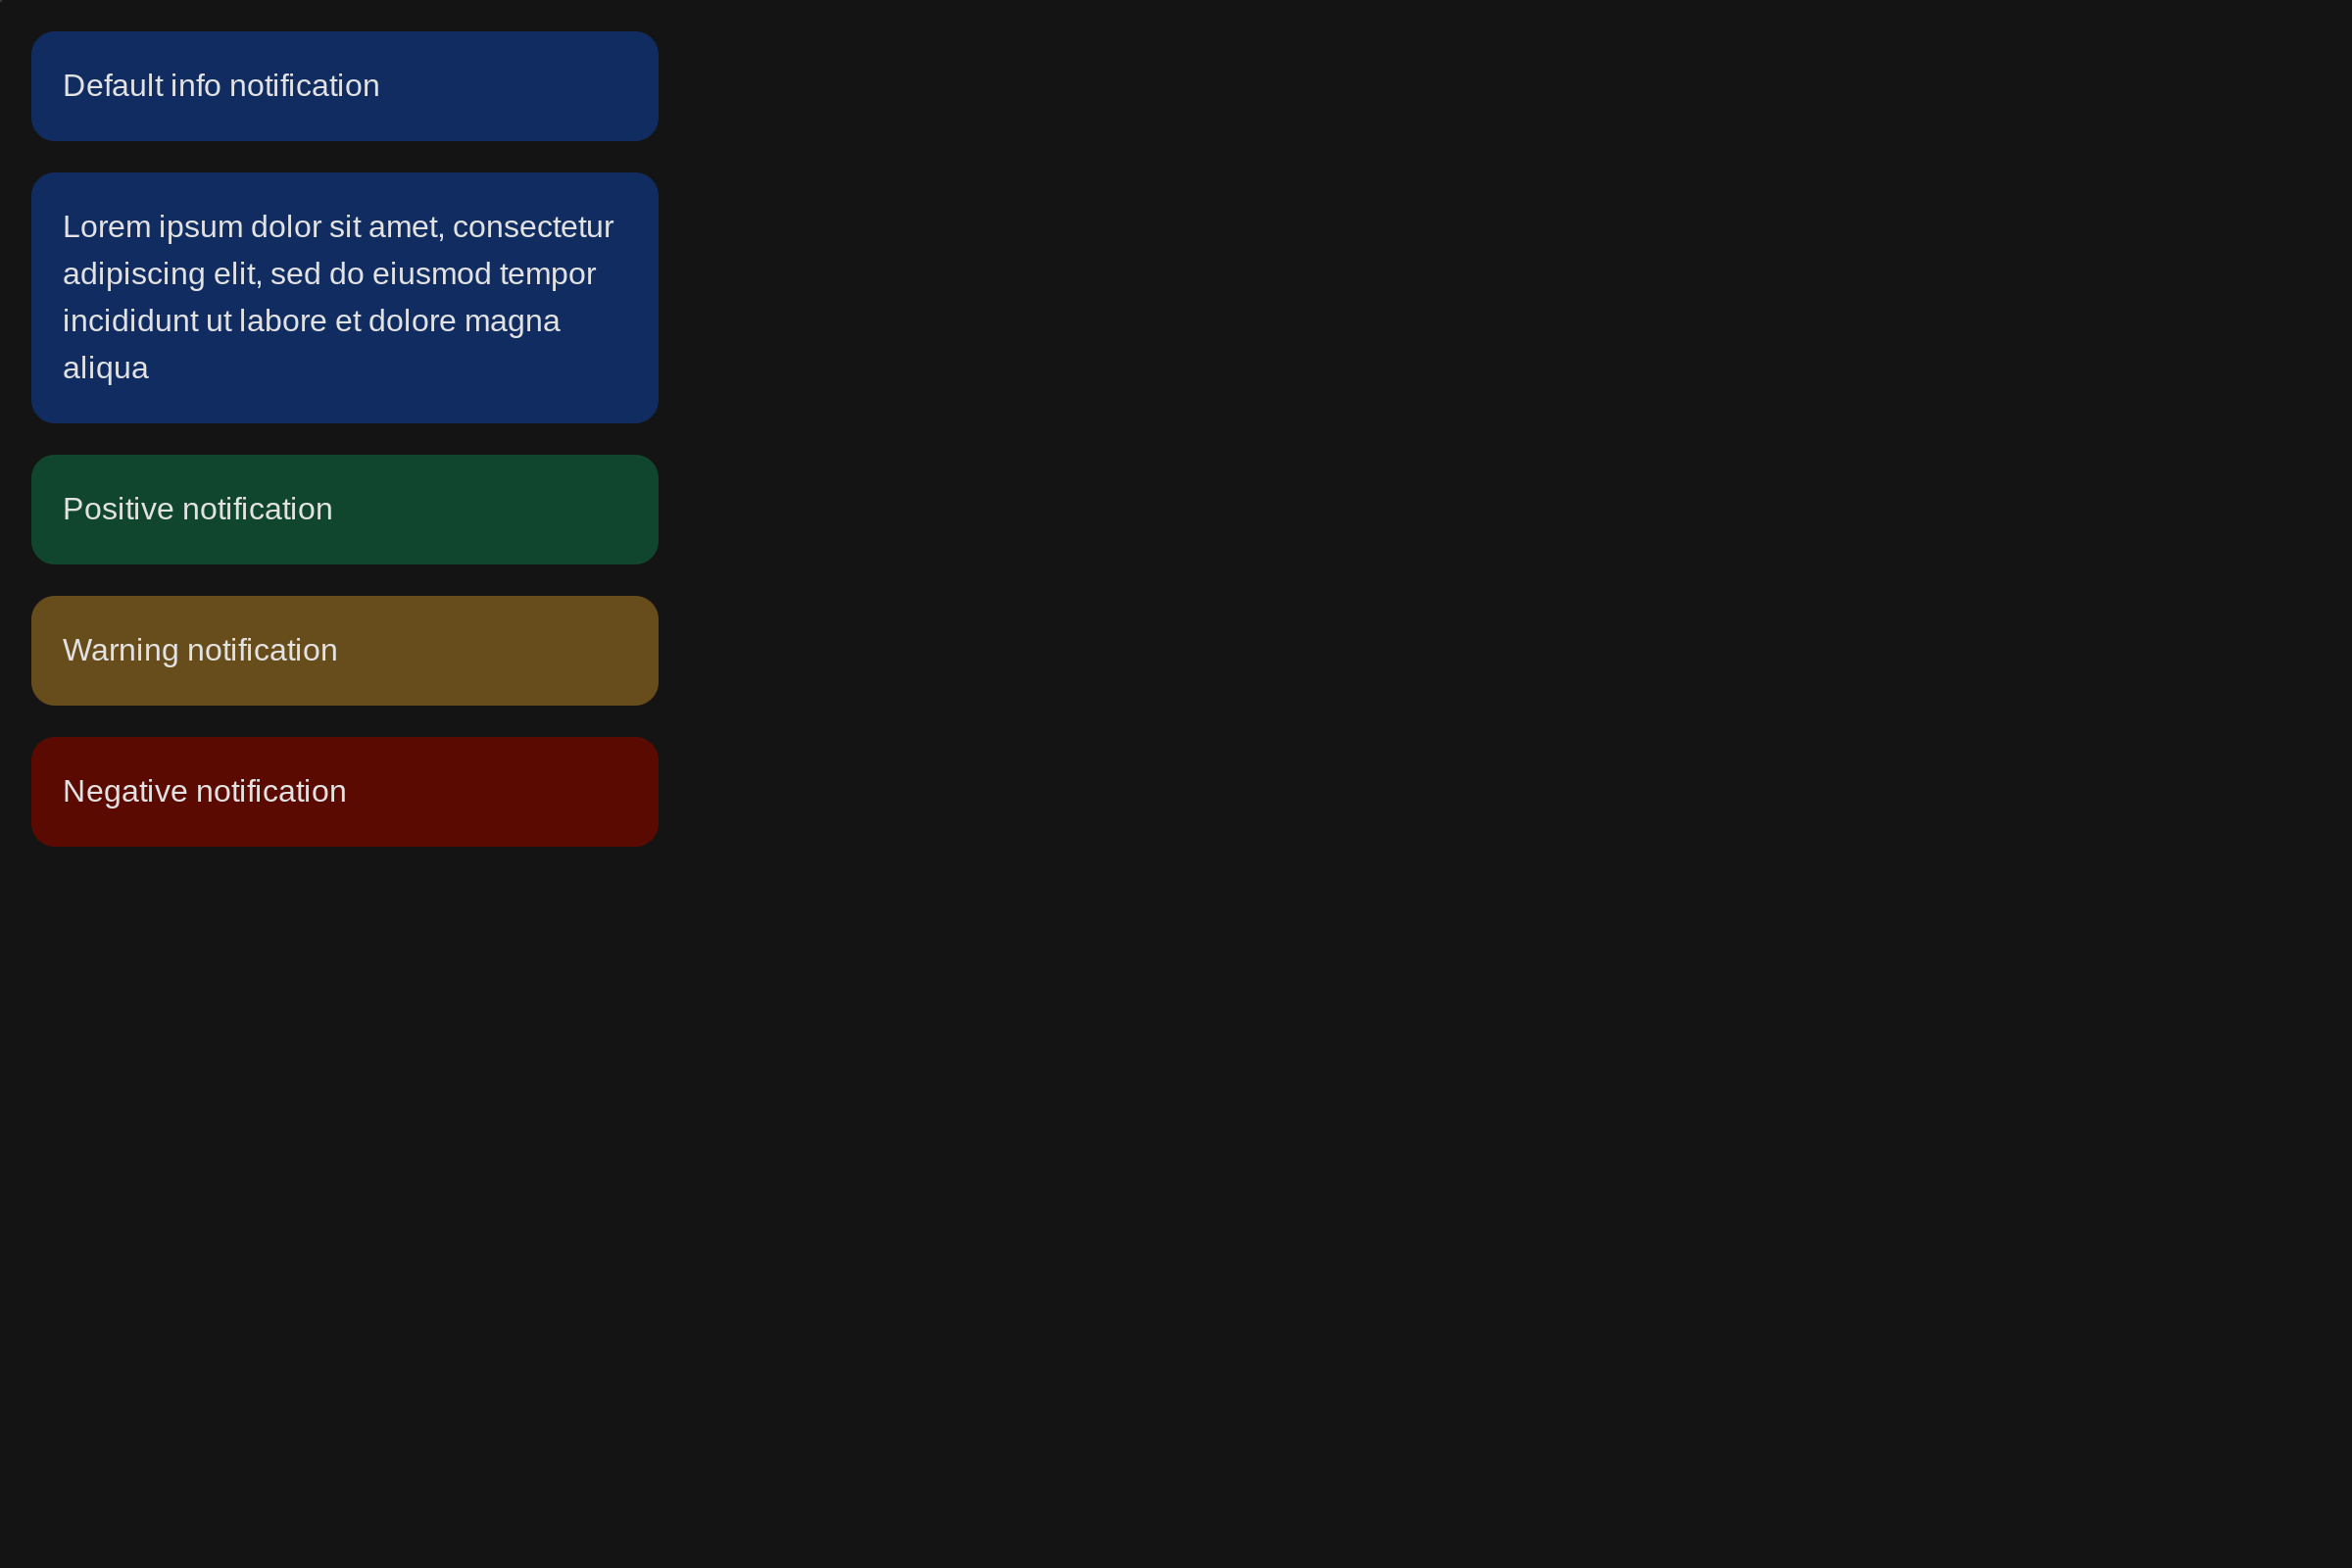 Default info notification
Lorem ipsum dolor sit amet, consectetur
adipiscing elit, sed do eiusmod tempor
incididunt ut labore et dolore magna
aliqua
Positive notification
Warning notification
Negative notification